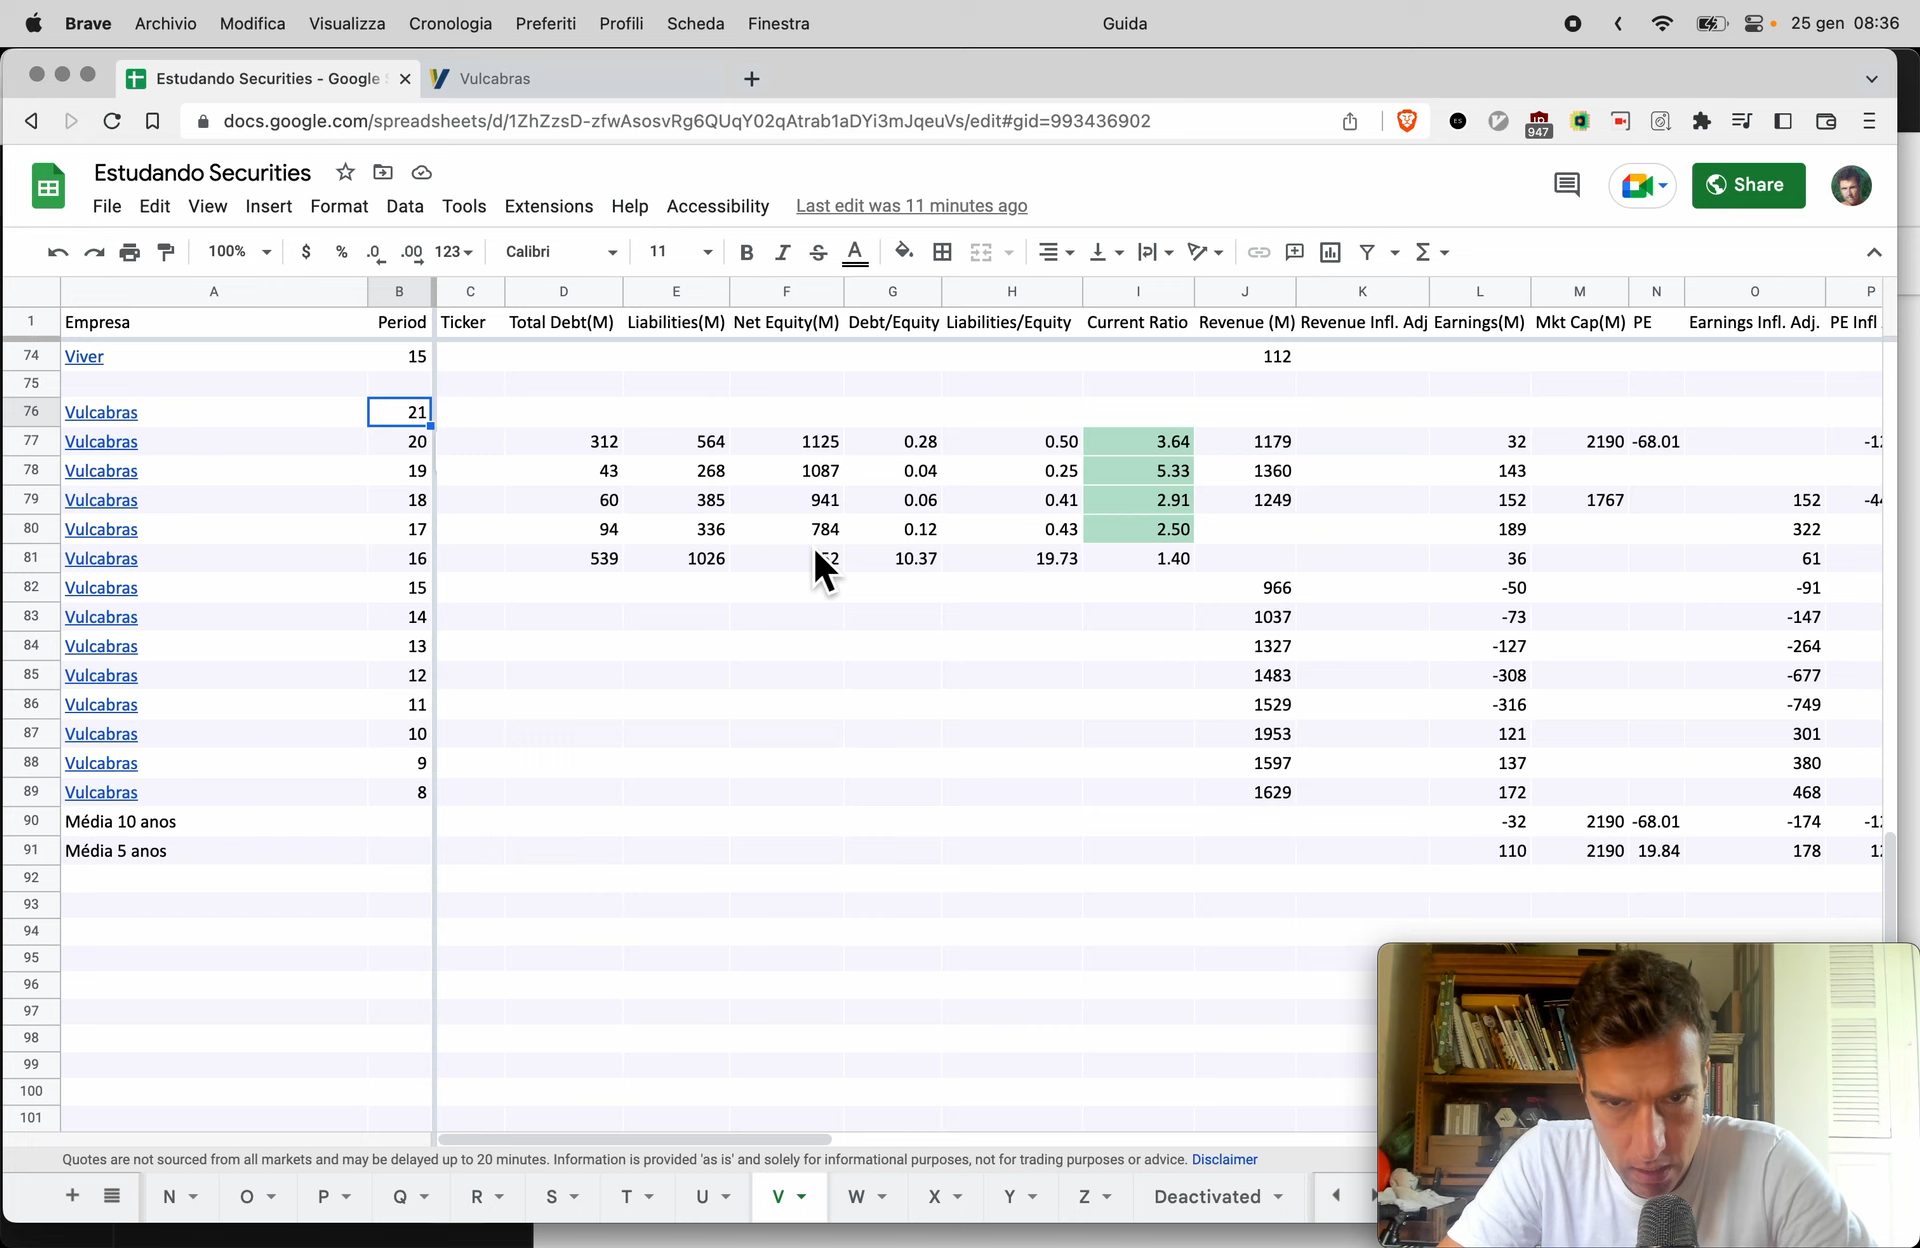 Brave Archivio Modifica Visualizza Cronologia Preferiti Profili Scheda Finestra Guida 25 gen 08:36
Estudando Securities - Google Vulcabras
docs.google.com/spreadsheets/d/1ZhZzsD-zfwAsosvRg6QUqY02qAtrab1aDYi3mJqeuVs/edit#gid=993436902 947
Estudando Securities Share
File Edit View Insert Format Data Tools Extensions Help Accessibility Last edit was 11 minutes ago
100% $ % .0 .00 123 Calibri 11 B I S A
A B C D E F G H I J K L M N O P
1 Empresa Period Ticker Total Debt(M) Liabilities(M) Net Equity(M) Debt/Equity Liabilities/Equity Current Ratio Revenue (M) Revenue Infl. Adj Earnings(M) Mkt Cap(M) PE Earnings Infl. Adj. PE Infl
74 Viver 15 112
75
76 Vulcabras 21
77 Vulcabras 20 312 564 1125 0.28 0.50 3.64 1179 32 2190 -68.01
78 Vulcabras 19 43 268 1087 0.04 0.25 5.33 1360 143
79 Vulcabras 18 60 385 941 0.06 0.41 2.91 1249 152 1767 152
80 Vulcabras 17 94 336 784 0.12 0.43 2.50 189 322
81 Vulcabras 16 539 1026 10.37 19.73 1.40 36 61
82 Vulcabras 15 966 -50 -91
83 Vulcabras 14 1037 -73 -147
84 Vulcabras 13 1327 -127 -264
85 Vulcabras 12 1483 -308 -677
86 Vulcabras 11 1529 -316 -749
87 Vulcabras 10 1953 121 301
88 Vulcabras 9 1597 137 380
89 Vulcabras 8 1629 172 468
90 Média 10 anos -32 2190 -68.01 -174
91 Média 5 anos 110 2190 19.84 178
92
93
94
95
96
97
98
99
100
101
Quotes are not sourced from all markets and may be delayed up to 20 minutes. Information is provided 'as is' and solely for informational purposes, not for trading purposes or advice. Disclaimer
N O P Q R S T U V W X Y Z Deactivated